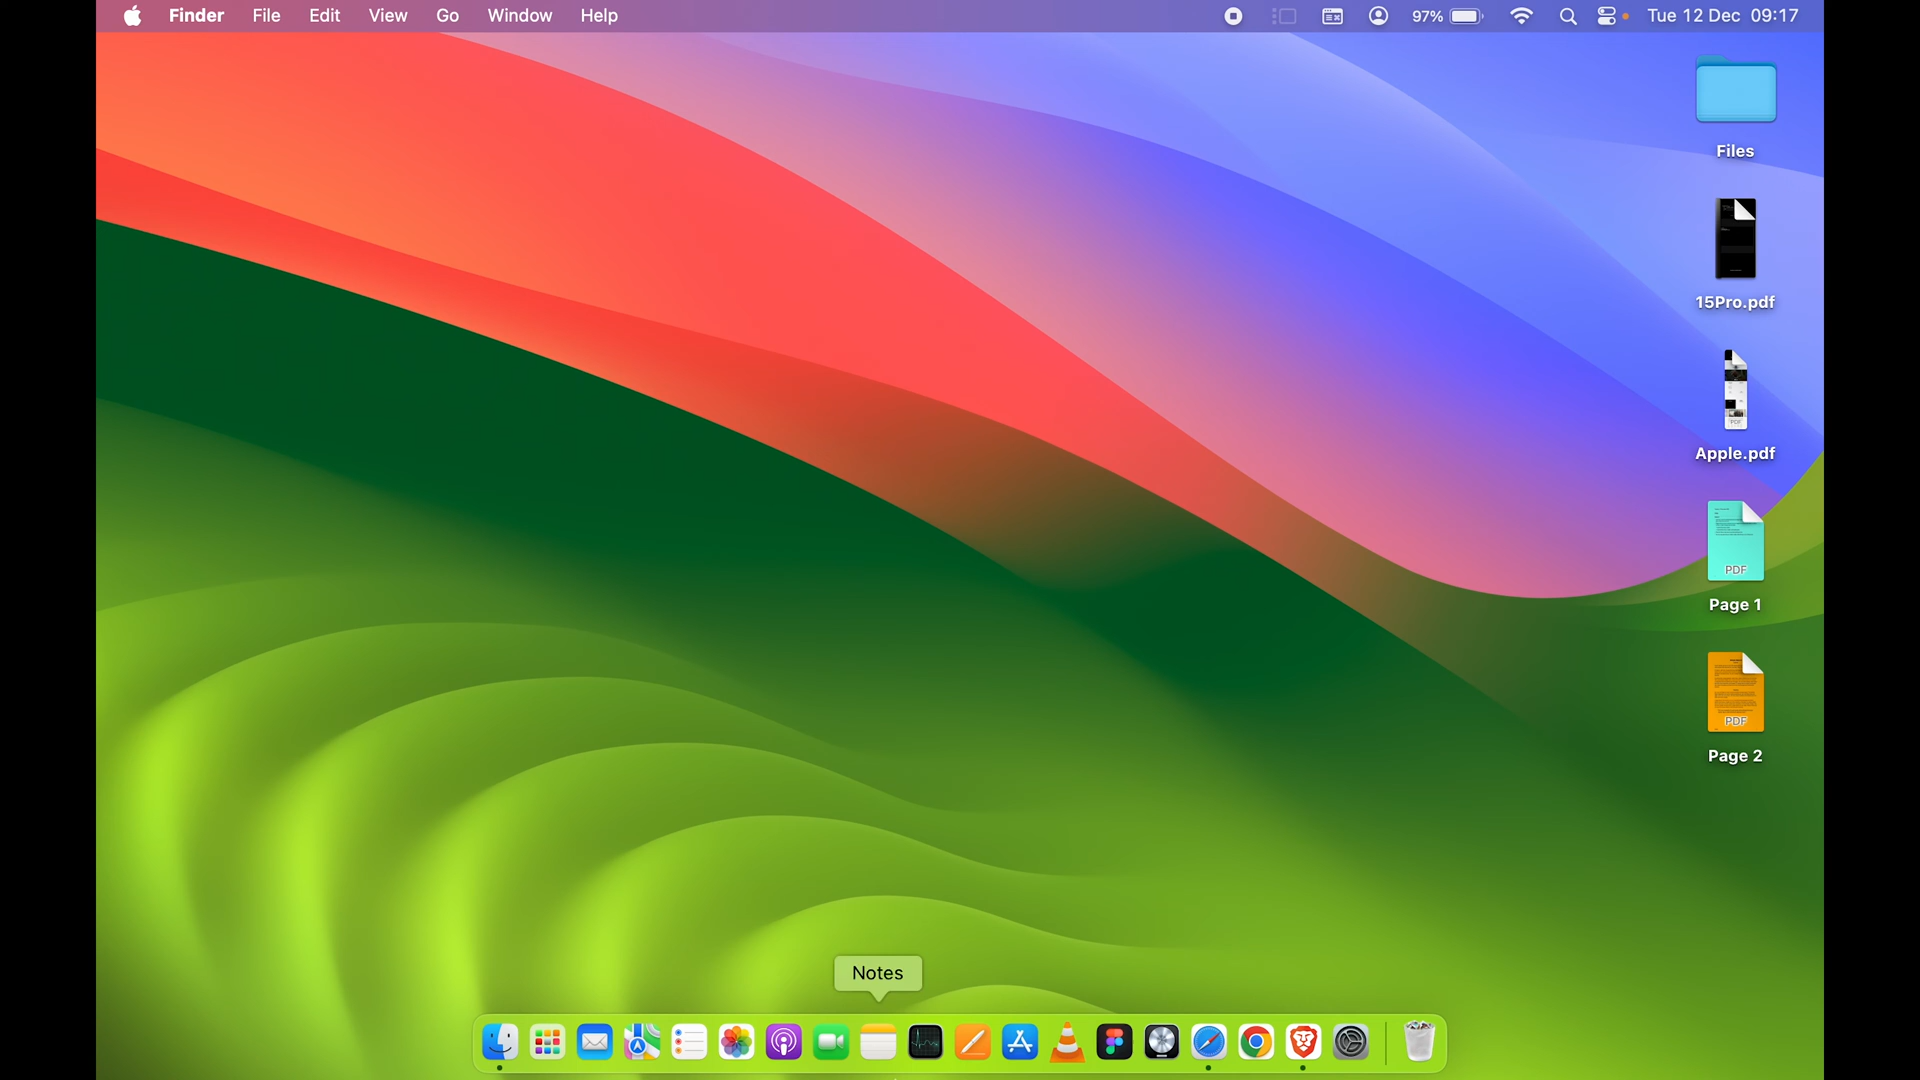 Finder File Edit View Go Window Help 97% Tue 12 Dec 09:17
Files
15Pro.pdf
Apple.pdf
PDF
Page 1
PDF
Page 2
Notes